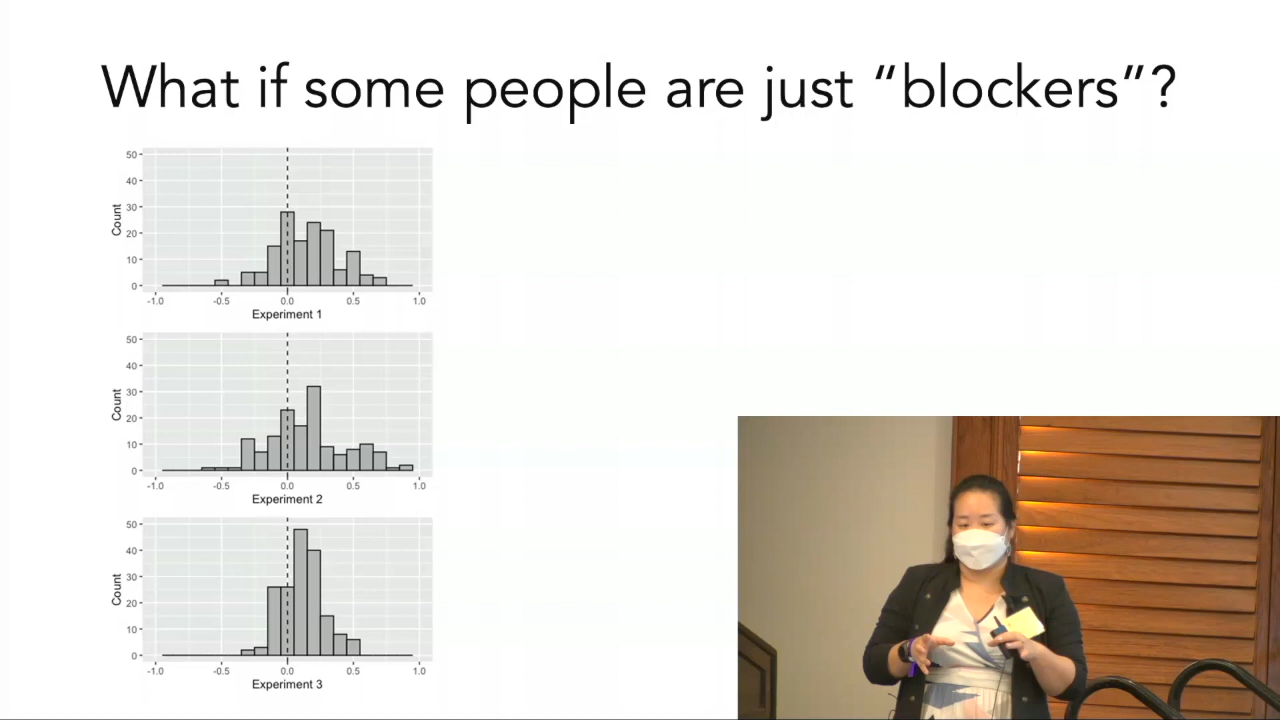 What if some people are just “blockers”?
50
40
30
20
10
0
Count
-1.0 -0.5 0.0 0.5 1.0
Experiment 1
50
40
30
20
10
0
Count
-1.0 -0.5 0.0 0.5 1.0
Experiment 2
50
40
30
20
10
0
Count
-1.0 -0.5 0.0 0.5 1.0
Experiment 3